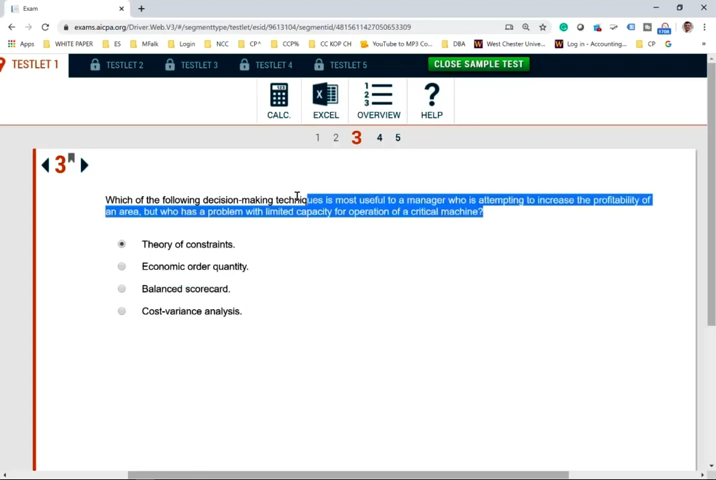 Exam
exams.aicpa.org/Driver.Web.V3/#/segmenttype/testlet/esid/9613104/segmentid/4815611427050653309
1700
Apps WHITE PAPER ES MFaik Login NCC CP^ CCP% CC KOP CH YouTube to MP3 Co... DBA West Chester Unive... Log in - Accounting... CP
TESTLET 1 TESTLET 2 TESTLET 3 TESTLET 4 TESTLET 5 CLOSE SAMPLE TEST
CALC. EXCEL OVERVIEW HELP
1 2 3 4 5
3
Which of the following decision-making techniques is most useful to a manager who is attempting to increase the profitability of
an area, but who has a problem with limited capacity for operation of a critical machine?
Theory of constraints.
Economic order quantity.
Balanced scorecard.
Cost-variance analysis.